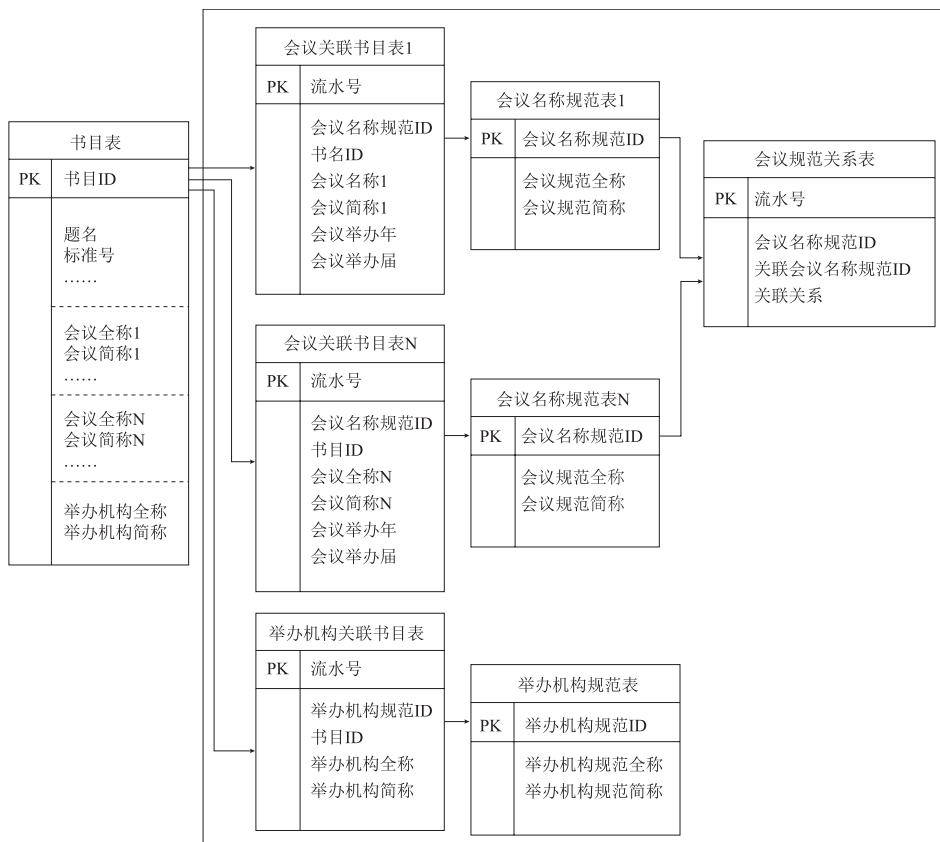 书目表
PK 书目ID
题名
标准号
……
会议全称1
会议简称1
……
会议全称N
会议简称N
……
举办机构全称
举办机构简称
会议关联书目表1
PK 流水号
会议名称规范ID
书名ID
会议名称1
会议简称1
会议举办年
会议举办届
会议名称规范表1
PK 会议名称规范ID
会议规范全称
会议规范简称
会议规范关系表
PK 流水号
会议名称规范ID
关联会议名称规范ID
关联关系
会议关联书目表N
PK 流水号
会议名称规范ID
书目ID
会议全称N
会议简称N
会议举办年
会议举办届
会议名称规范表N
PK 会议名称规范ID
会议规范全称
会议规范简称
举办机构关联书目表
PK 流水号
举办机构规范ID
书目ID
举办机构全称
举办机构简称
举办机构规范表
PK 举办机构规范ID
举办机构规范全称
举办机构规范简称